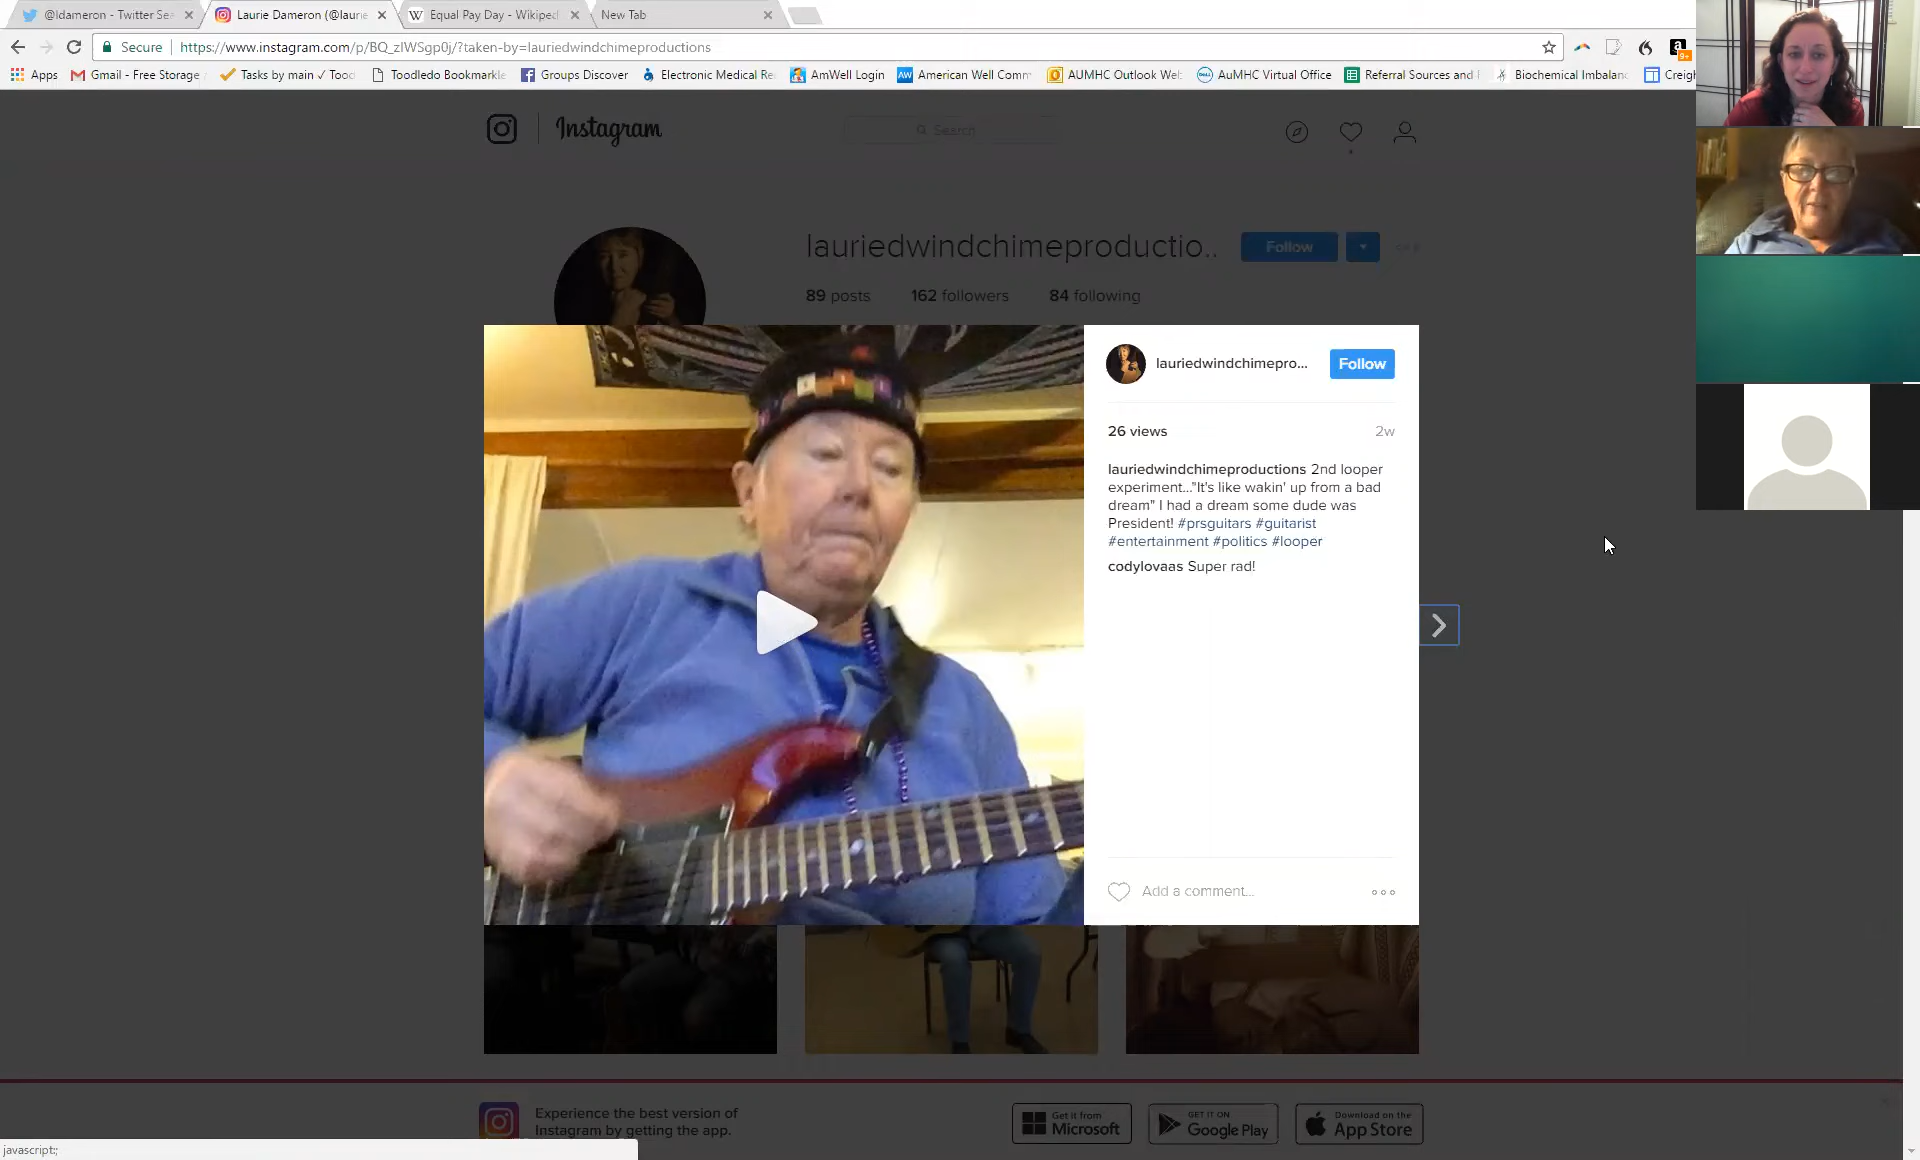 @ldameron - Twitter Sea
Laurie Dameron (@laurie
Equal Pay Day - Wikiped
New Tab
Secure
https://www.instagram.com/p/BQ_zIWSgp0j/?taken-by=lauriedwindchimeproductions
Apps
Gmail - Free Storage
Tasks by main ✓ Tood
Toodledo Bookmarkle
Groups Discover
Electronic Medical Re
AmWell Login
American Well Comm
AUMHC Outlook Wel
AuMHC Virtual Office
Referral Sources and
Biochemical Imbalan
Creigh
9+
Instagram
Search
lauriedwindchimeproductio..
Follow
89 posts
162 followers
84 following
lauriedwindchimepro...
Follow
26 views
2w
lauriedwindchimeproductions 2nd looper
experiment..."It's like wakin' up from a bad
dream" I had a dream some dude was
President! #prsguitars #guitarist
#entertainment #politics #looper
codylovaas Super rad!
Add a comment...
Experience the best version of
Instagram by getting the app.
Get it from
Microsoft
GET IT ON
Google Play
Download on the
App Store
javascript:;